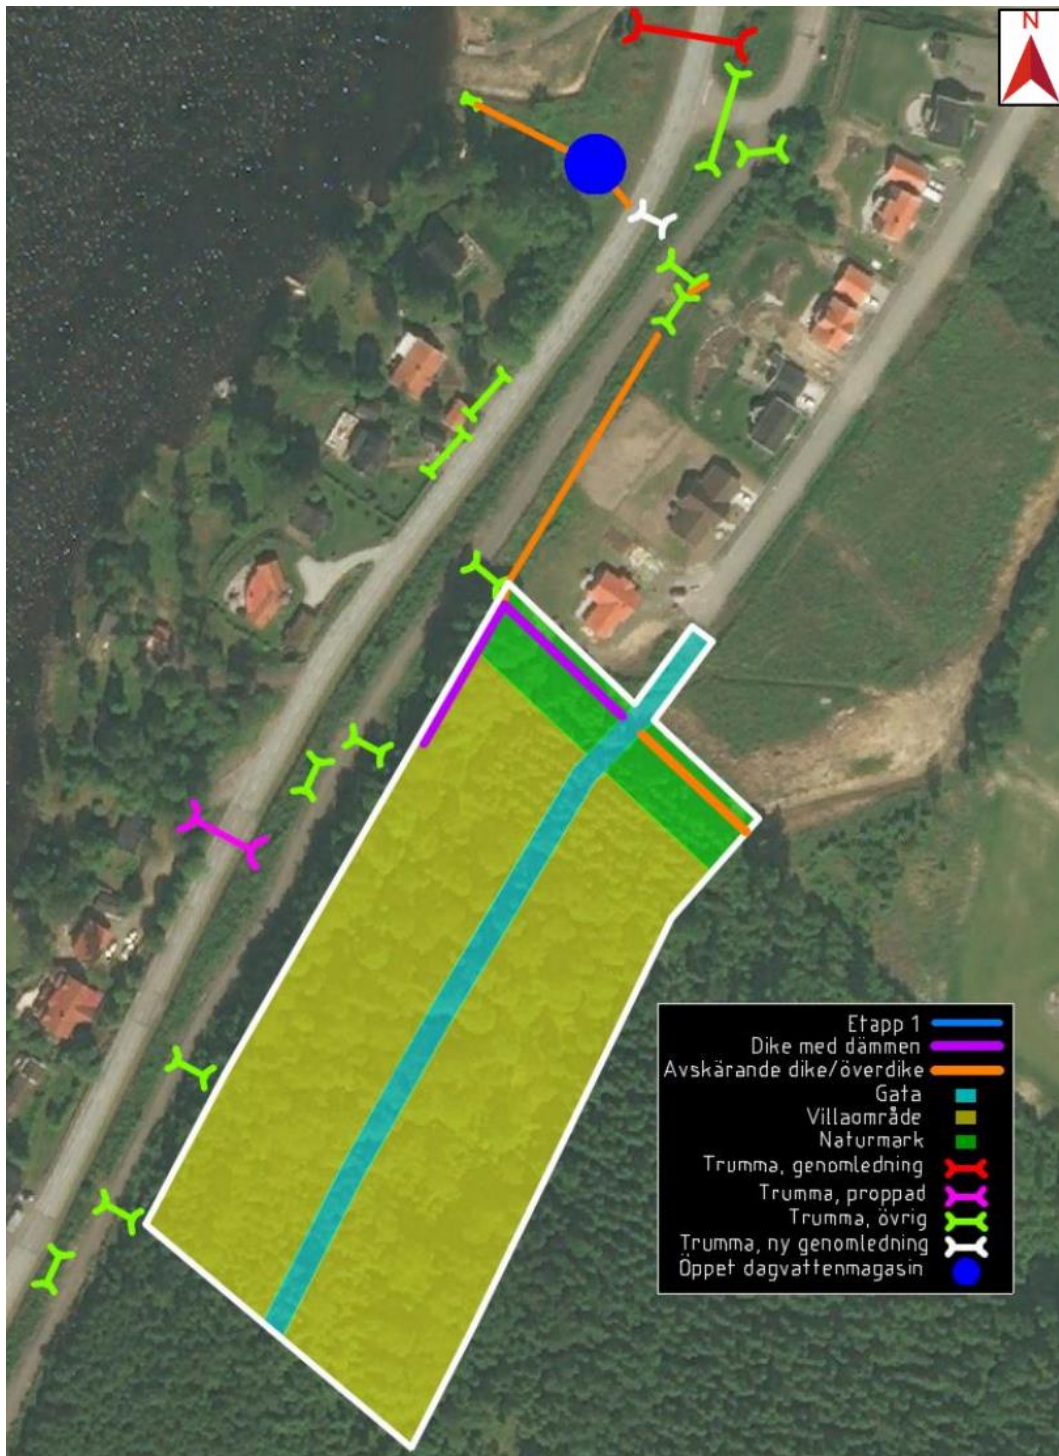 N
Etapp 1
Dike med dämmen
Avskärande dike/överdike
Gata
Villaområde
Naturmark
Trumma, genomledning
Trumma, proppad
Trumma, övrig
Trumma, ny genomledning
Öppet dagvattenmagasin